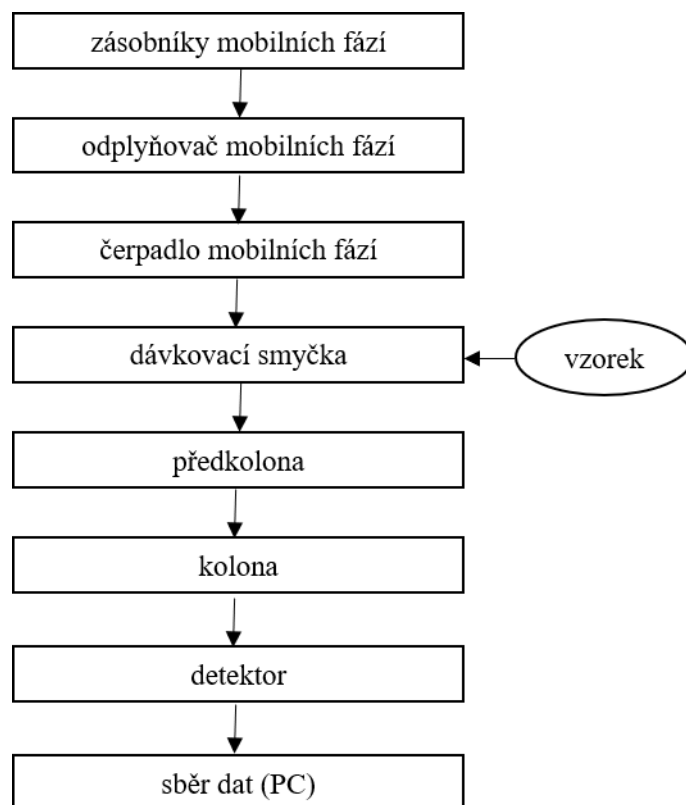 zásobníky mobilních fází
odplyňovač mobilních fází
čerpadlo mobilních fází
dávkovací smyčka
vzorek
předkolona
kolona
detektor
sběr dat (PC)